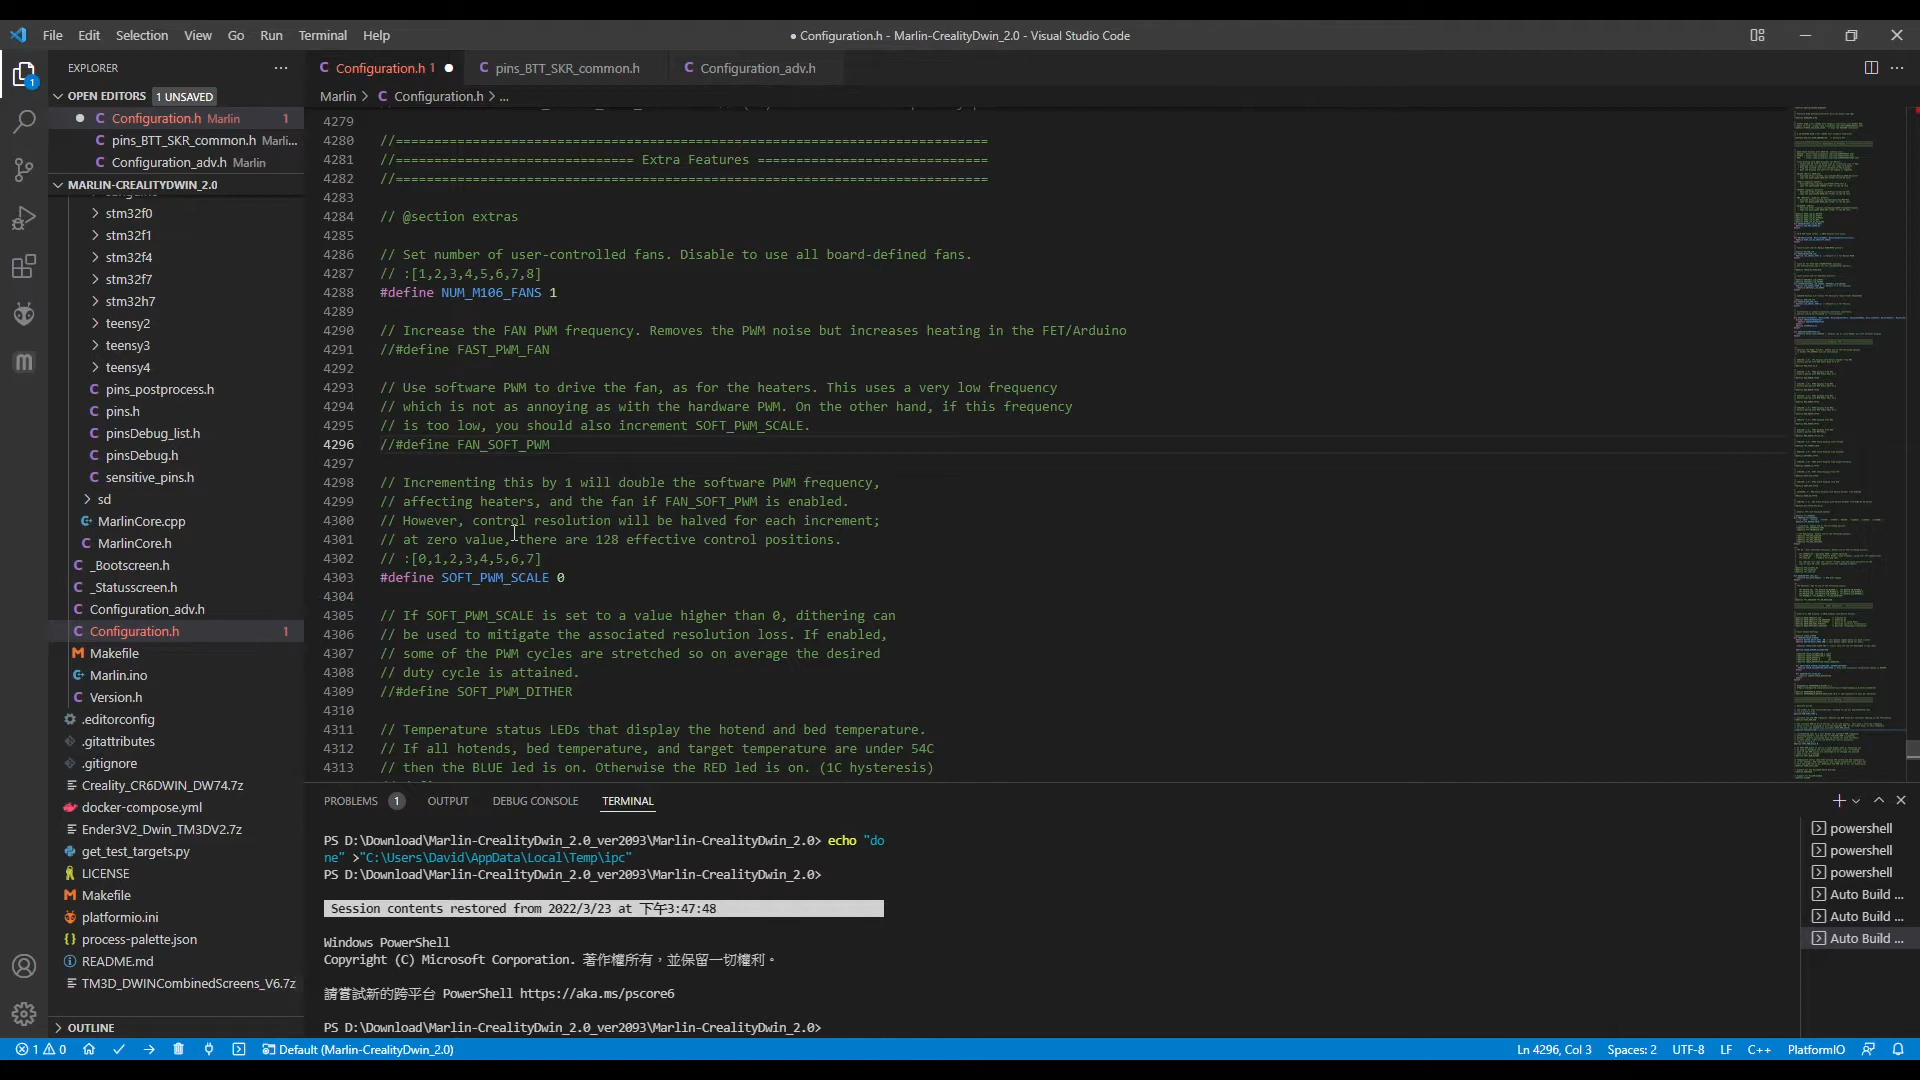 File Edit Selection View Go Run Terminal Help
● Configuration.h - Marlin-CrealityDwin_2.0 - Visual Studio Code
EXPLORER
OPEN EDITORS 1 UNSAVED
Configuration.h Marlin 1
pins_BTT_SKR_common.h Marli...
Configuration_adv.h Marlin
MARLIN-CREALITYDWIN_2.0
stm32f0
stm32f1
stm32f4
stm32f7
stm32h7
teensy2
teensy3
teensy4
pins_postprocess.h
pins.h
pinsDebug_list.h
pinsDebug.h
sensitive_pins.h
sd
MarlinCore.cpp
MarlinCore.h
_Bootscreen.h
_Statusscreen.h
Configuration_adv.h
Configuration.h 1
Makefile
Marlin.ino
Version.h
.editorconfig
.gitattributes
.gitignore
Creality_CR6DWIN_DW74.7z
docker-compose.yml
Ender3V2_Dwin_TM3DV2.7z
get_test_targets.py
LICENSE
Makefile
platformio.ini
process-palette.json
README.md
TM3D_DWINCombinedScreens_V6.7z
OUTLINE
Configuration.h 1 ● pins_BTT_SKR_common.h Configuration_adv.h
Marlin > Configuration.h > ...
4279
4280 //=============================================================================
4281 //=============================== Extra Features ==============================
4282 //=============================================================================
4283
4284 // @section extras
4285
4286 // Set number of user-controlled fans. Disable to use all board-defined fans.
4287 // :[1,2,3,4,5,6,7,8]
4288 #define NUM_M106_FANS 1
4289
4290 // Increase the FAN PWM frequency. Removes the PWM noise but increases heating in the FET/Arduino
4291 //#define FAST_PWM_FAN
4292
4293 // Use software PWM to drive the fan, as for the heaters. This uses a very low frequency
4294 // which is not as annoying as with the hardware PWM. On the other hand, if this frequency
4295 // is too low, you should also increment SOFT_PWM_SCALE.
4296 //#define FAN_SOFT_PWM
4297
4298 // Incrementing this by 1 will double the software PWM frequency,
4299 // affecting heaters, and the fan if FAN_SOFT_PWM is enabled.
4300 // However, control resolution will be halved for each increment;
4301 // at zero value, there are 128 effective control positions.
4302 // :[0,1,2,3,4,5,6,7]
4303 #define SOFT_PWM_SCALE 0
4304
4305 // If SOFT_PWM_SCALE is set to a value higher than 0, dithering can
4306 // be used to mitigate the associated resolution loss. If enabled,
4307 // some of the PWM cycles are stretched so on average the desired
4308 // duty cycle is attained.
4309 //#define SOFT_PWM_DITHER
4310
4311 // Temperature status LEDs that display the hotend and bed temperature.
4312 // If all hotends, bed temperature, and target temperature are under 54C
4313 // then the BLUE led is on. Otherwise the RED led is on. (1C hysteresis)
PROBLEMS 1 OUTPUT DEBUG CONSOLE TERMINAL
PS D:\Download\Marlin-CrealityDwin_2.0_ver2093\Marlin-CrealityDwin_2.0> echo "do
ne" >"C:\Users\David\AppData\Local\Temp\ipc"
PS D:\Download\Marlin-CrealityDwin_2.0_ver2093\Marlin-CrealityDwin_2.0>
Session contents restored from 2022/3/23 at 下午3:47:48
Windows PowerShell
Copyright (C) Microsoft Corporation. 著作權所有，並保留一切權利。
請嘗試新的跨平台 PowerShell https://aka.ms/pscore6
PS D:\Download\Marlin-CrealityDwin_2.0_ver2093\Marlin-CrealityDwin_2.0>
powershell
powershell
powershell
Auto Build ...
Auto Build ...
Auto Build ...
1 0 Default (Marlin-CrealityDwin_2.0) Ln 4296, Col 3 Spaces: 2 UTF-8 LF C++ PlatformIO